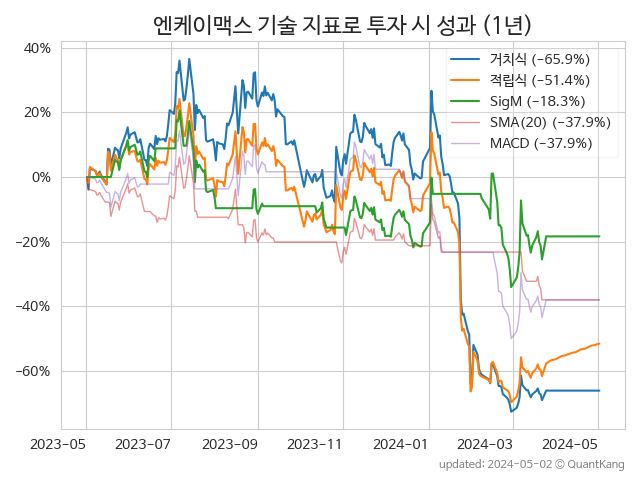 엔케이맥스 기술 지표로 투자 시 성과 (1년)
40%
20%
0%
−20%
−40%
−60%
거치식 (−65.9%)
적립식 (−51.4%)
SigM (−18.3%)
SMA(20) (−37.9%)
MACD (−37.9%)
2023-05 2023-07 2023-09 2023-11 2024-01 2024-03 2024-05
updated: 2024-05-02 © QuantKang